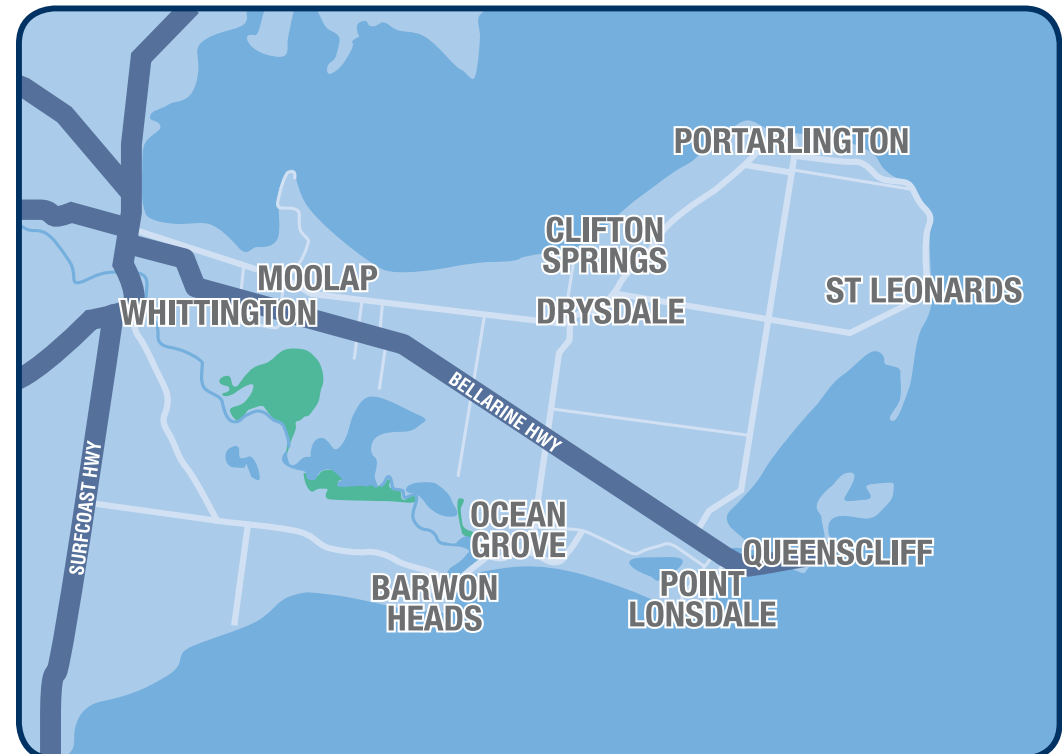 PORTARLINGTON
CLIFTON
SPRINGS
MOOLAP
ST LEONARDS
WHITTINGTON
DRYSDALE
BELLARINE HWY
SURFCOAST HWY
OCEAN
GROVE
QUEENSCLIFF
BARWON
HEADS
POINT
LONSDALE